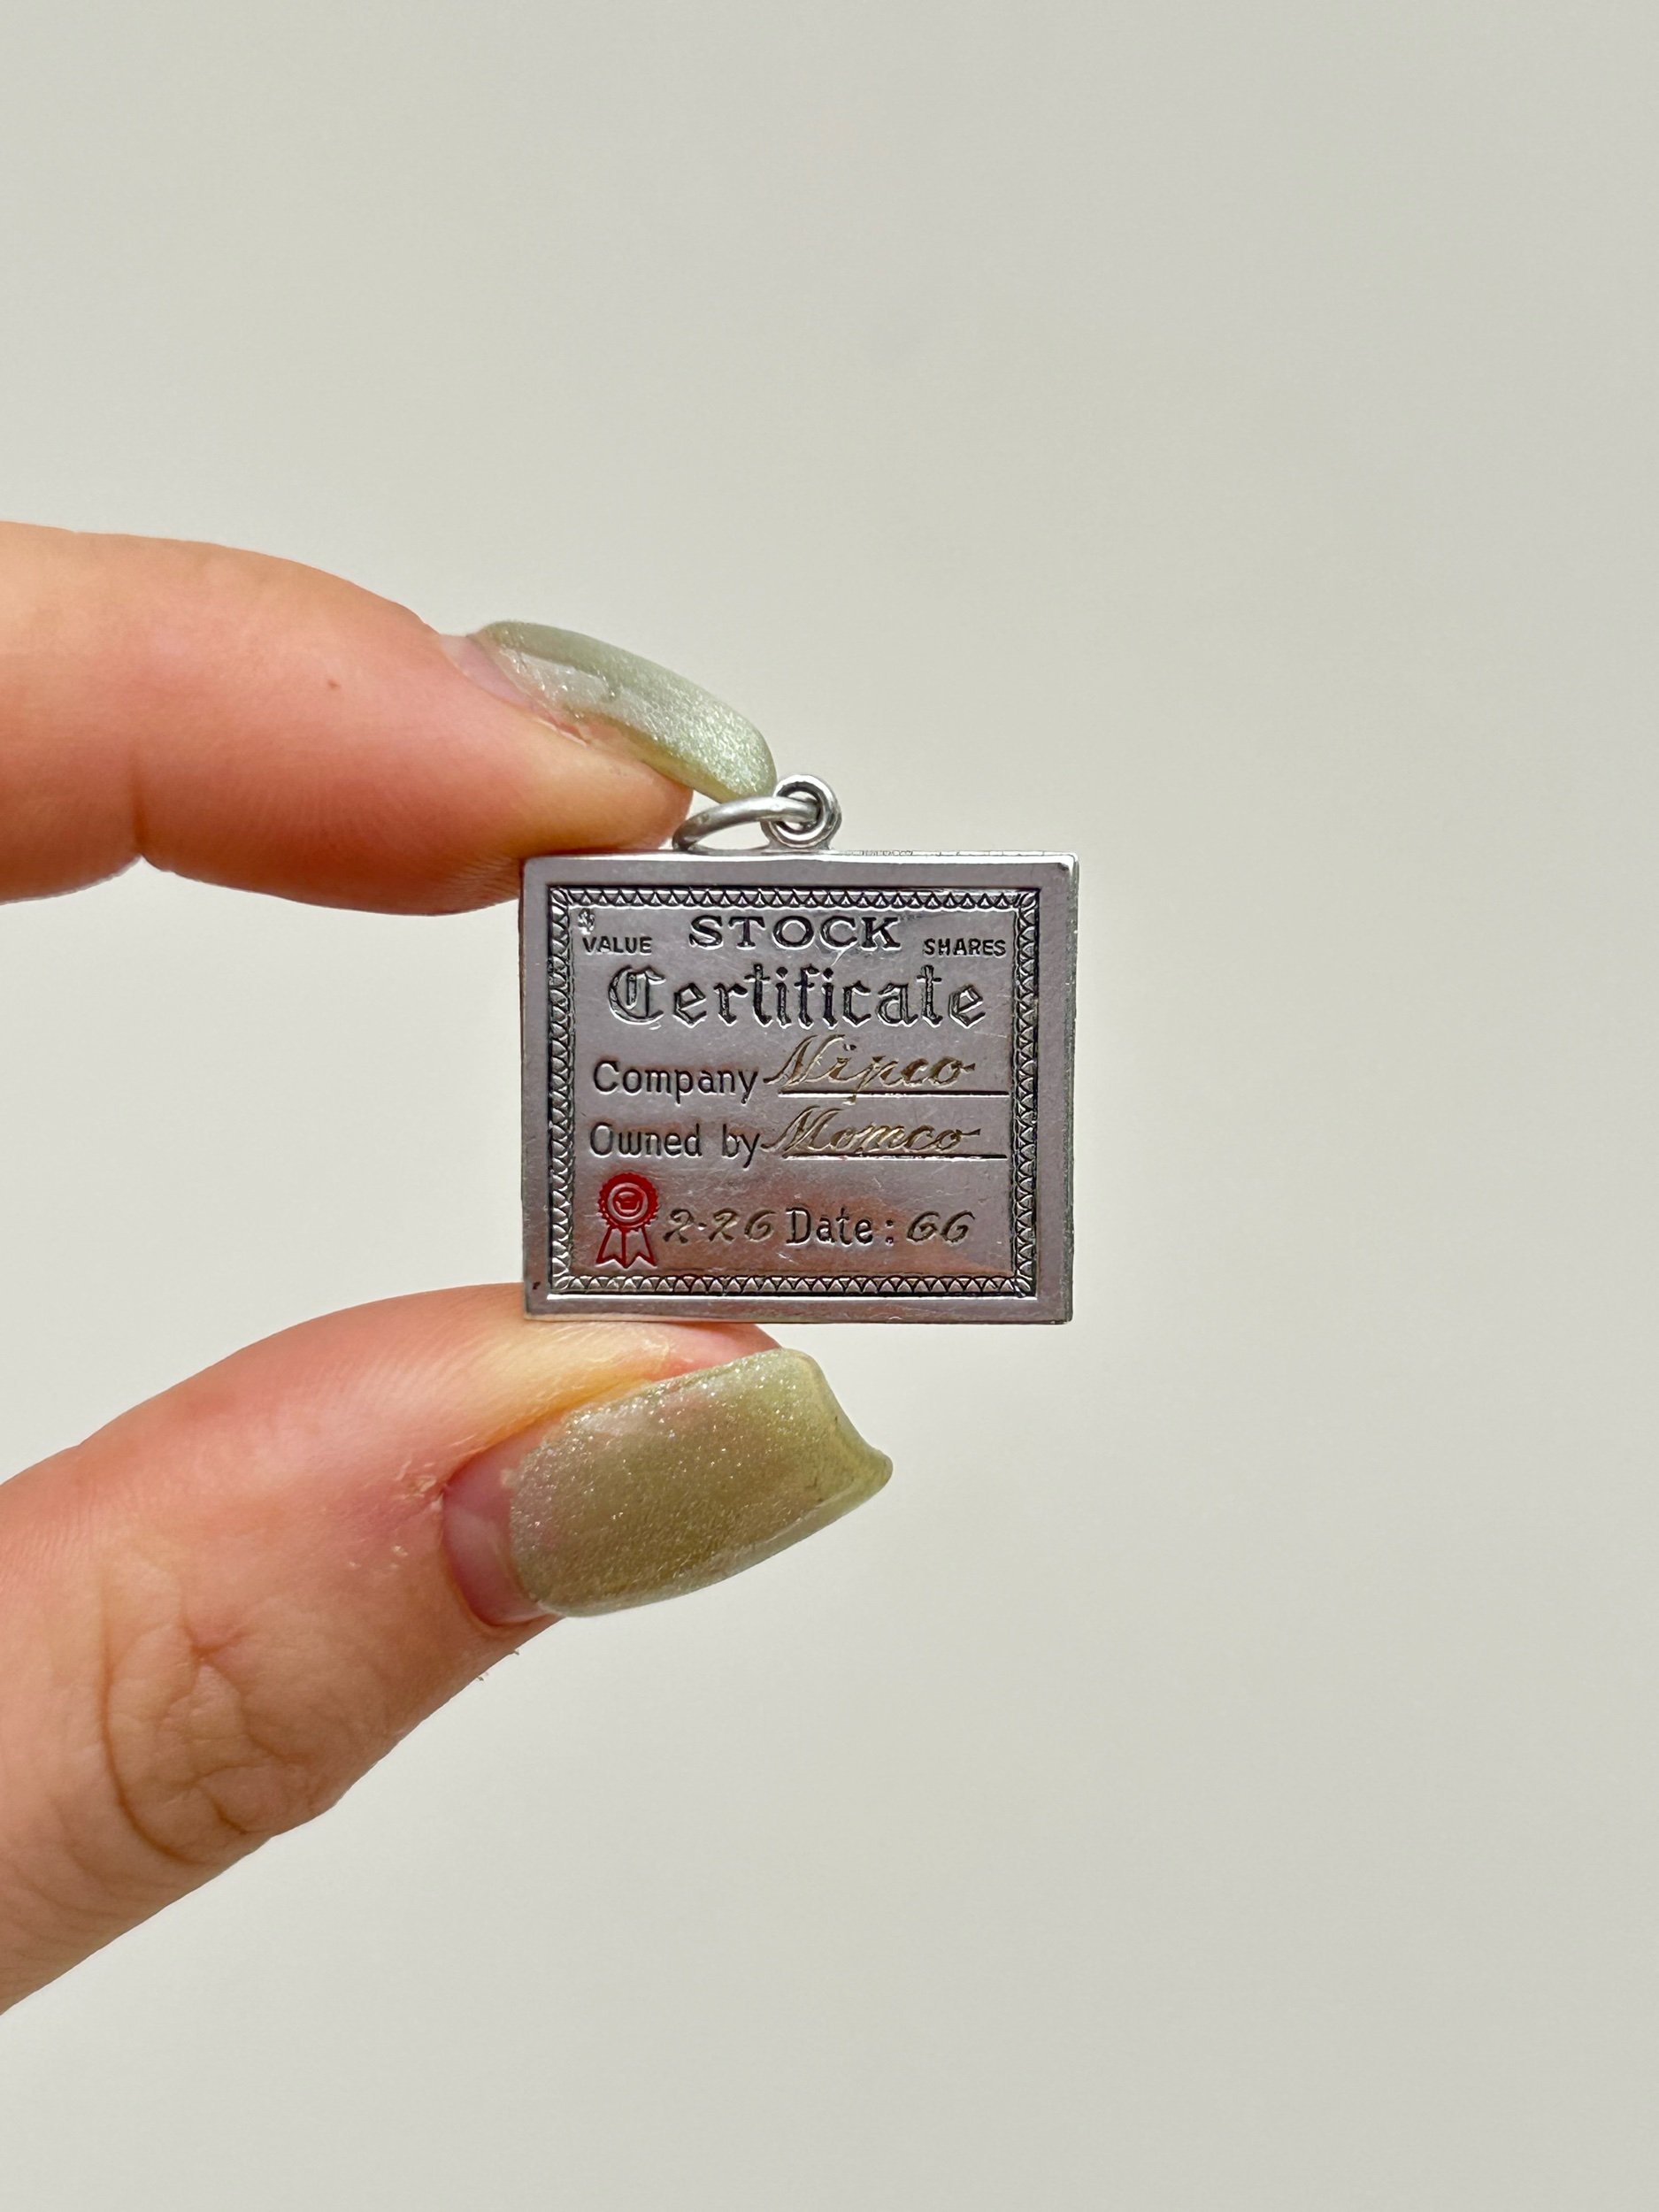 STOCK
$ VALUE SHARES
Certificate
Company Nipco
Owned by Momco
2-26 Date: 66